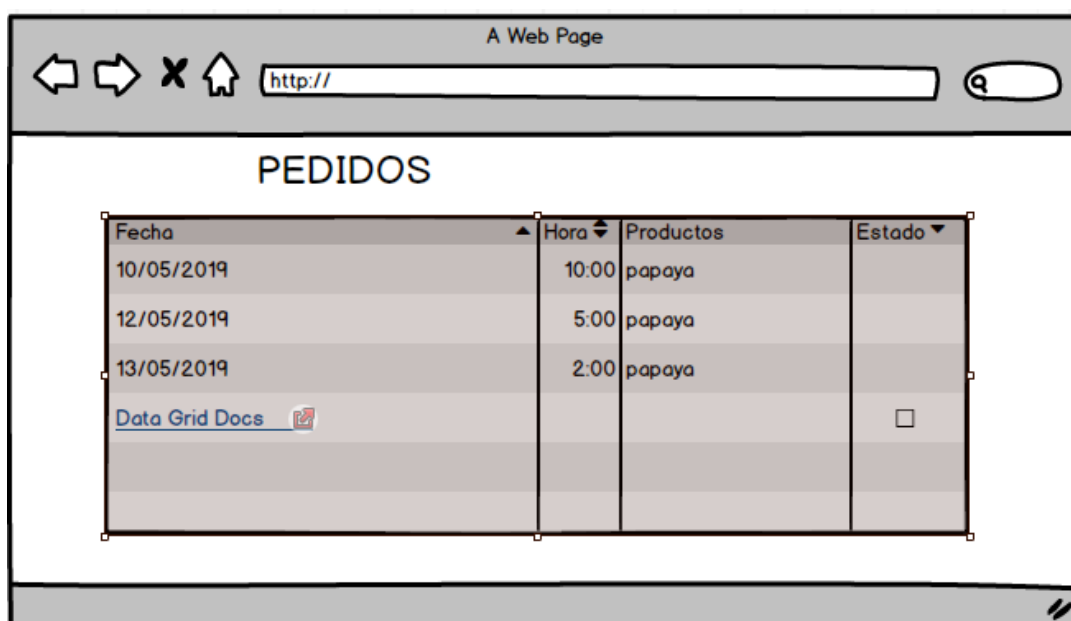 A Web Page
http://
PEDIDOS
Fecha Hora Productos Estado
10/05/2019 10:00 papaya
12/05/2019 5:00 papaya
13/05/2019 2:00 papaya
Data Grid Docs